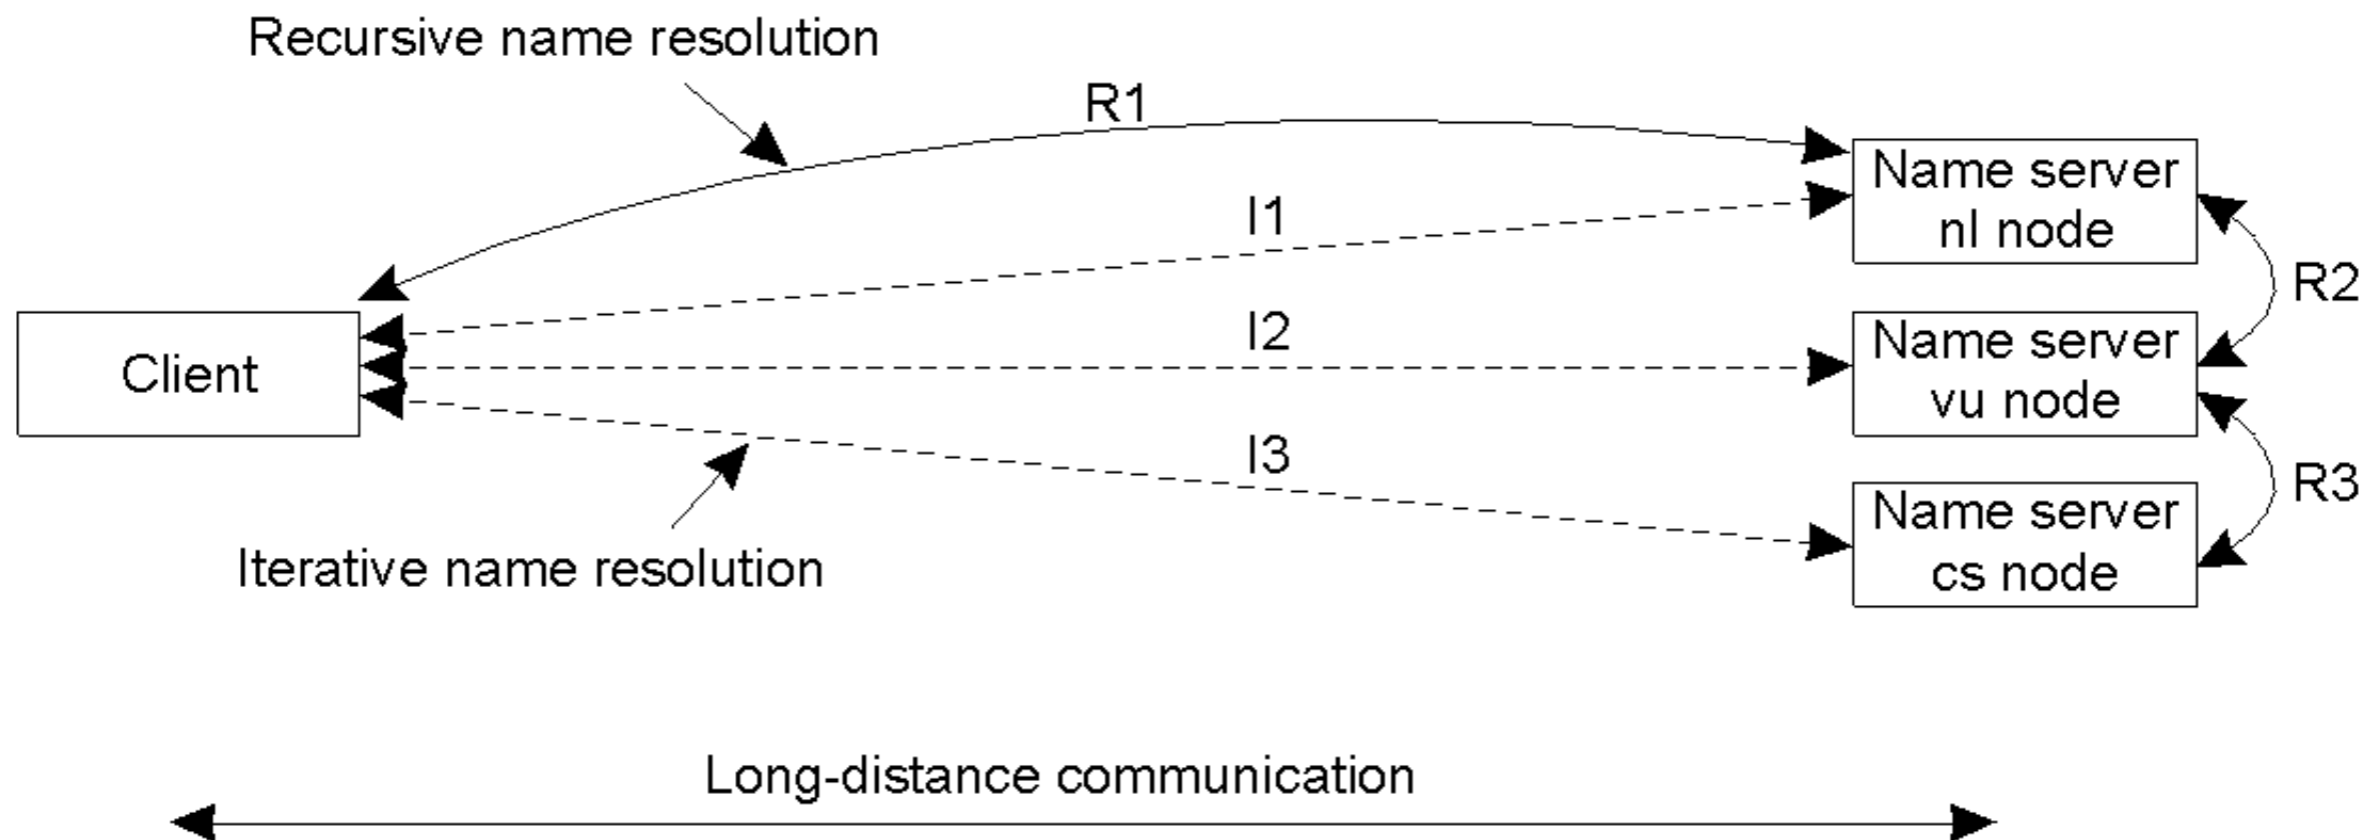 Recursive name resolution
R1
Name server
nl node
I1
R2
I2
Name server
vu node
Client
I3
R3
Name server
cs node
Iterative name resolution
Long-distance communication